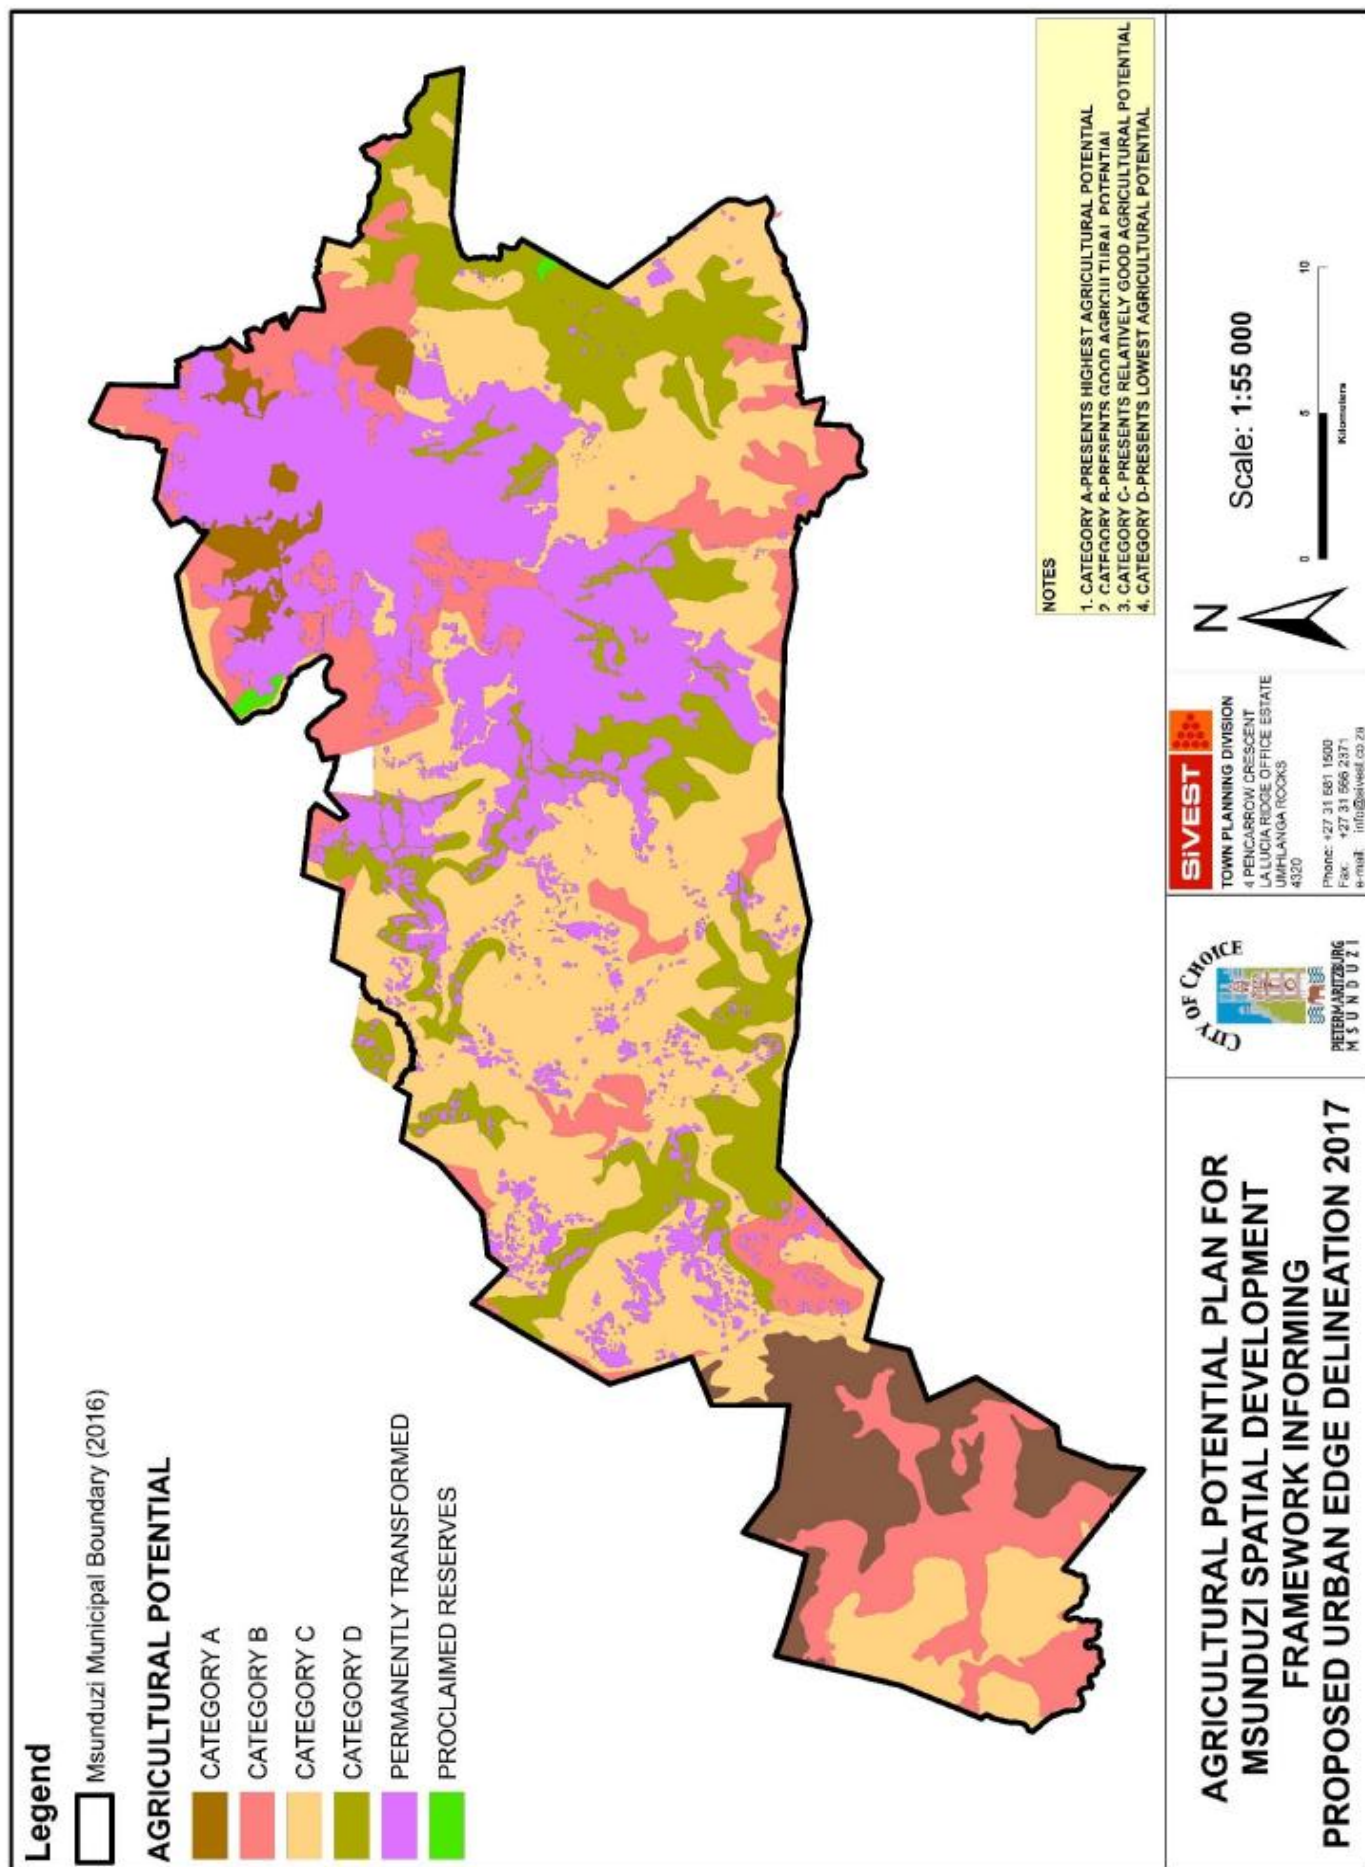 Legend
Msunduzi Municipal Boundary (2016)
AGRICULTURAL POTENTIAL
CATEGORY A
CATEGORY B
CATEGORY C
CATEGORY D
PERMANENTLY TRANSFORMED
PROCLAIMED RESERVES
NOTES
1. CATEGORY A-PRESENTS HIGHEST AGRICULTURAL POTENTIAL
2. CATEGORY B-PRESENTS GOOD AGRICULTURAL POTENTIAL
3. CATEGORY C- PRESENTS RELATIVELY GOOD AGRICULTURAL POTENTIAL
4. CATEGORY D-PRESENTS LOWEST AGRICULTURAL POTENTIAL
AGRICULTURAL POTENTIAL PLAN FOR
MSUNDUZI SPATIAL DEVELOPMENT
FRAMEWORK INFORMING
PROPOSED URBAN EDGE DELINEATION 2017
CITY OF CHOICE
PIETERMARITZBURG
MSUNDUZI
SiVEST
TOWN PLANNING DIVISION
4 PENCARROW CRESCENT
LA LUCIA RIDGE OFFICE ESTATE
UMHLANGA ROCKS
4320
Phone: +27 31 581 1500
Fax: +27 31 566 2371
e-mail: info@sivest.co.za
N
Scale: 1:55 000
0 5 10
Kilometers